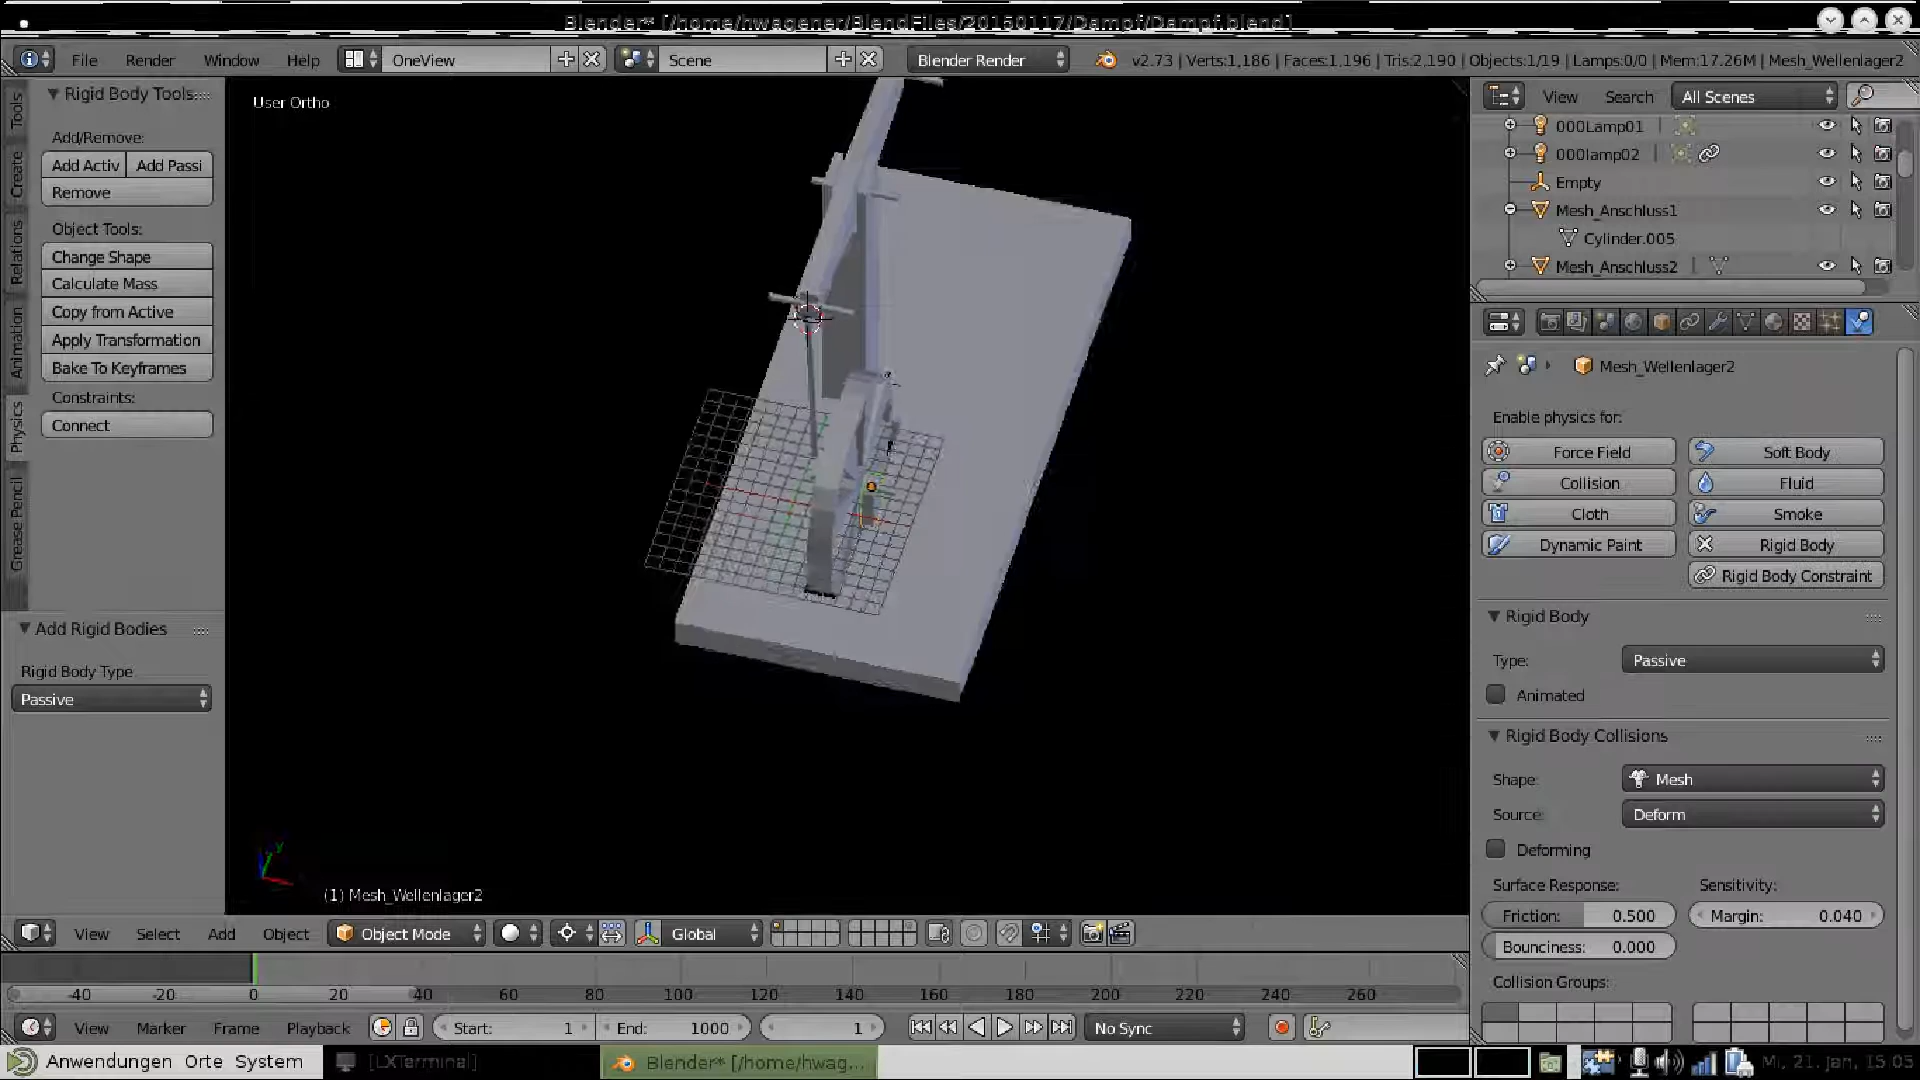 Blender* [/home/hwagener/BlendFiles/20150117/Dampf/Dampf.blend]
File Render Window Help OneView Scene Blender Render v2.73 | Verts:1,186 | Faces:1,196 | Tris:2,190 | Objects:1/19 | Lamps:0/0 | Mem:17.26M | Mesh_Wellenlager2
Tools
Create
Relations
Animation
Physics
Grease Pencil
Rigid Body Tools
Add/Remove:
Add Activ Add Passi
Remove
Object Tools:
Change Shape
Calculate Mass
Copy from Active
Apply Transformation
Bake To Keyframes
Constraints:
Connect
Add Rigid Bodies
Rigid Body Type
Passive
User Ortho
(1) Mesh_Wellenlager2
View Search All Scenes
000Lamp01
000lamp02
Empty
Mesh_Anschluss1
Cylinder.005
Mesh_Anschluss2
Mesh_Wellenlager2
Enable physics for:
Force Field Soft Body
Collision Fluid
Cloth Smoke
Dynamic Paint Rigid Body
Rigid Body Constraint
Rigid Body
Type: Passive
Animated
Rigid Body Collisions
Shape: Mesh
Source: Deform
Deforming
Surface Response: Sensitivity:
Friction: 0.500 Margin: 0.040
Bounciness: 0.000
Collision Groups:
View Select Add Object Object Mode Global
-40 -20 0 20 40 60 80 100 120 140 160 180 200 220 240 260
View Marker Frame Playback Start: 1 End: 1000 1 No Sync
Anwendungen Orte System [LXTerminal] Blender* [/home/hwag... Mi, 21. Jan, 15:05